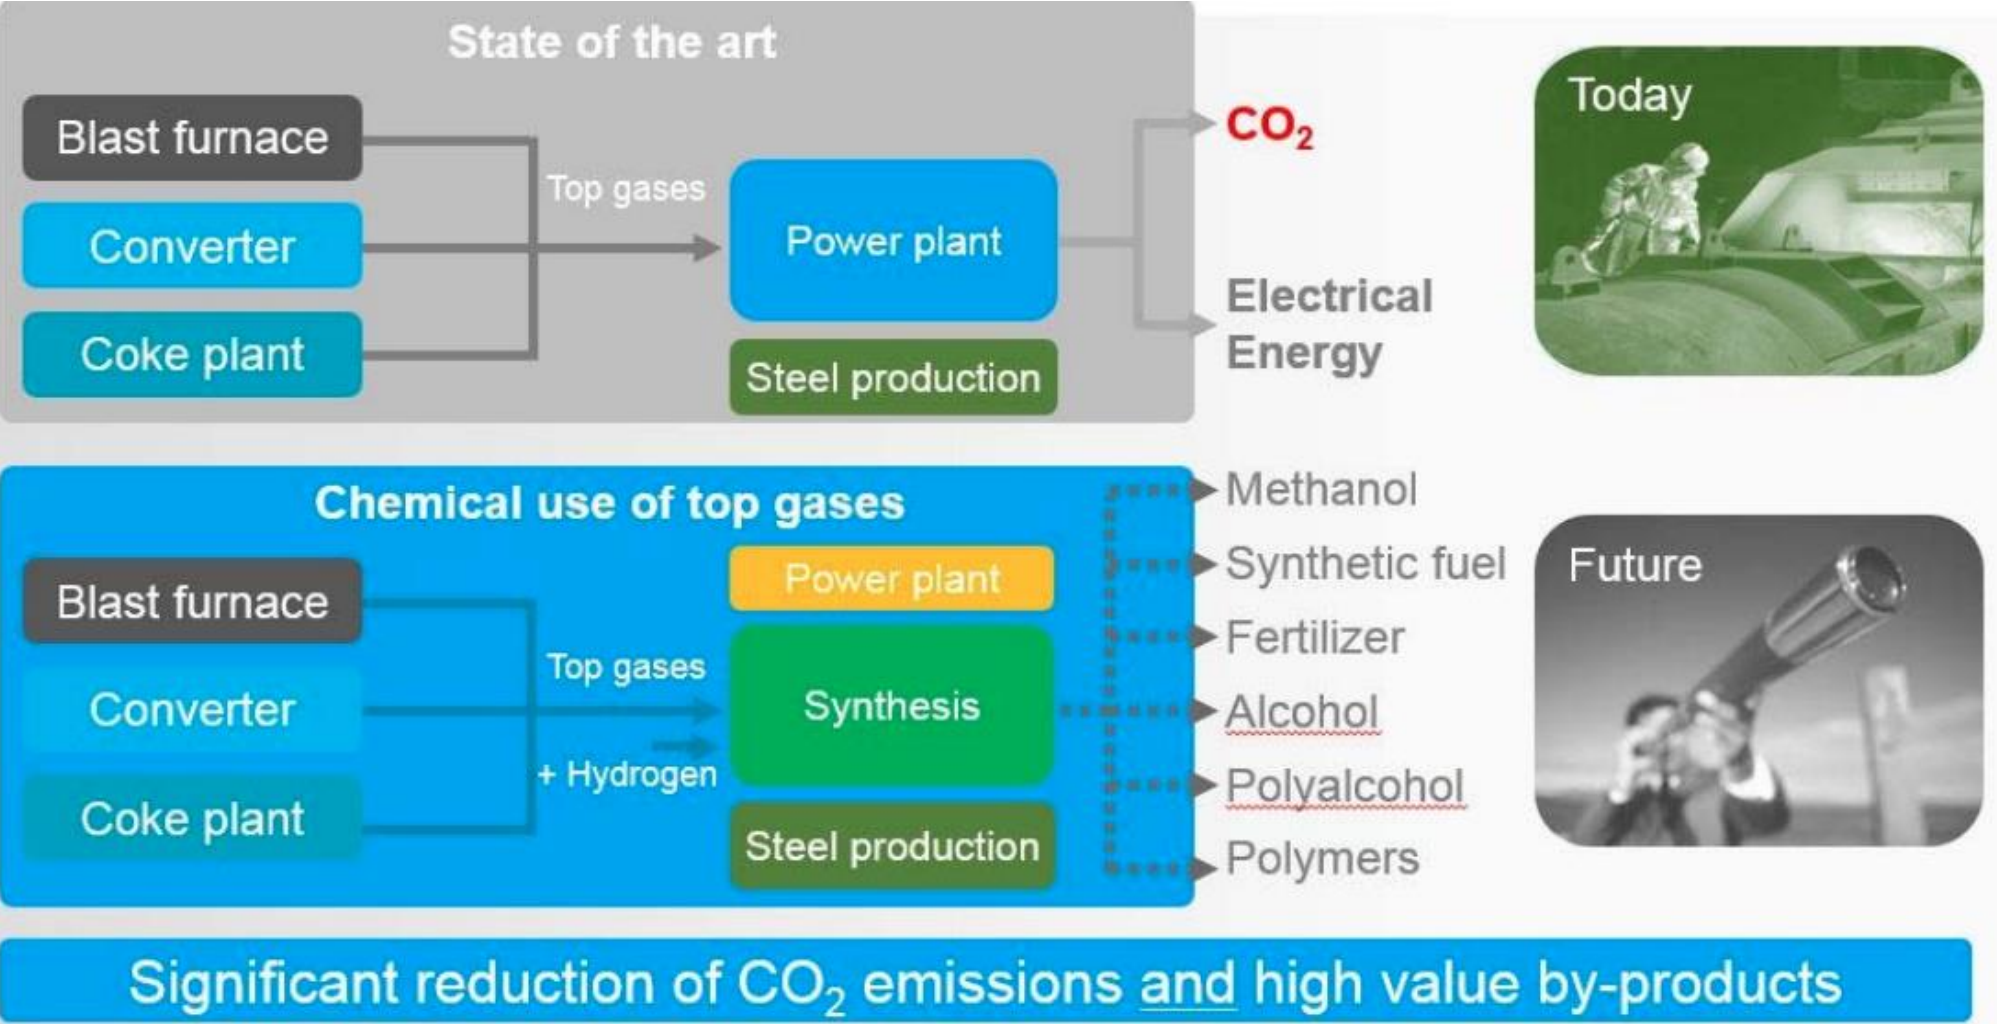 State of the art
Blast furnace
Converter
Coke plant
Top gases
Power plant
Steel production
CO₂
Electrical
Energy
Today
Chemical use of top gases
Blast furnace
Converter
Coke plant
Top gases
+ Hydrogen
Power plant
Synthesis
Steel production
Methanol
Synthetic fuel
Fertilizer
Alcohol
Polyalcohol
Polymers
Future
Significant reduction of CO₂ emissions and high value by-products